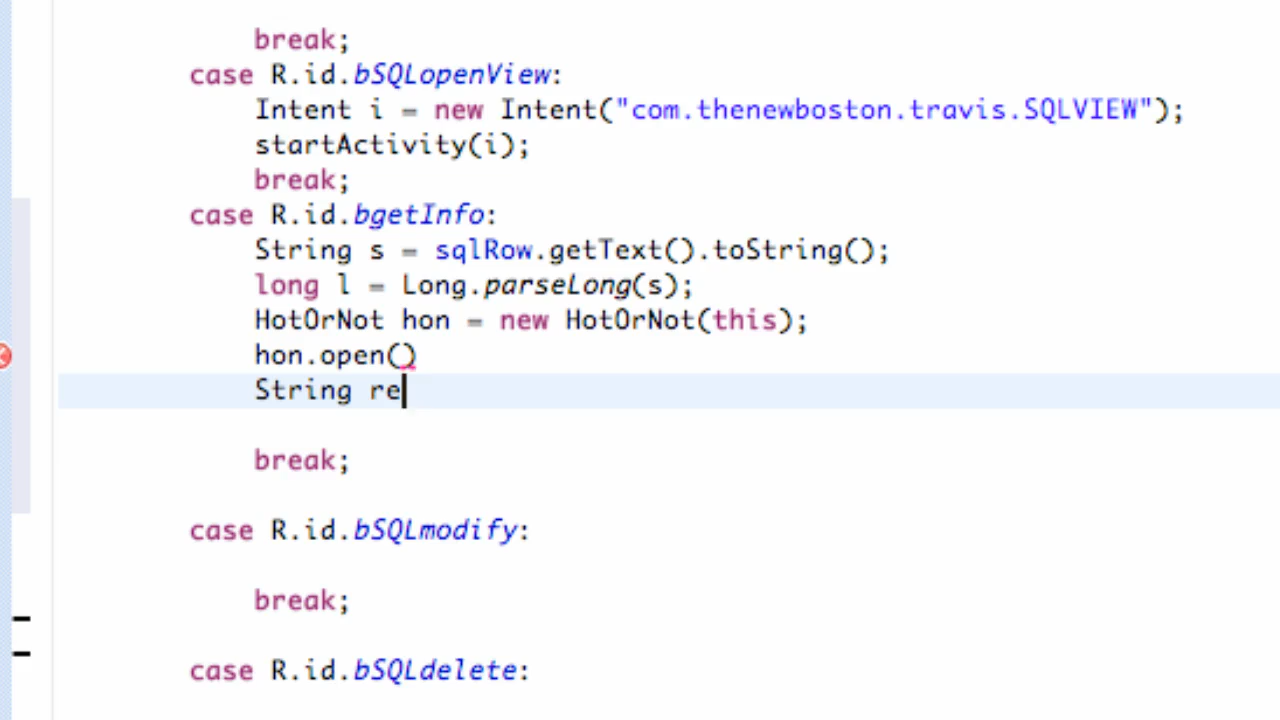 break;
case R.id.bSQLopenView:
Intent i = new Intent("com.thenewboston.travis.SQLVIEW");
startActivity(i);
break;
case R.id.bgetInfo:
String s = sqlRow.getText().toString();
long l = Long.parseLong(s);
HotOrNot hon = new HotOrNot(this);
hon.open()
String re
break;
case R.id.bSQLmodify:
break;
case R.id.bSQLdelete: